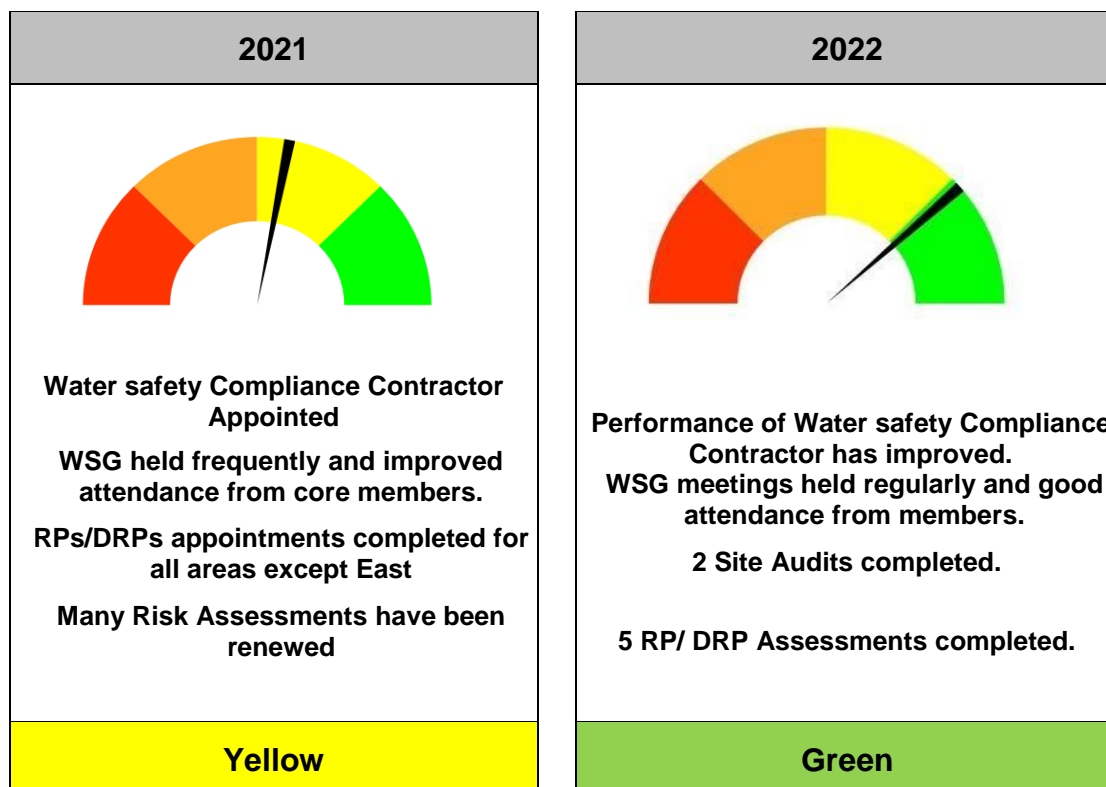 2021
Water safety Compliance Contractor
Appointed
WSG held frequently and improved
attendance from core members.
RPs/DRPs appointments completed for
all areas except East
Many Risk Assessments have been
renewed
Yellow
2022
Performance of Water safety Compliance
Contractor has improved.
WSG meetings held regularly and good
attendance from members.
2 Site Audits completed.
5 RP/ DRP Assessments completed.
Green